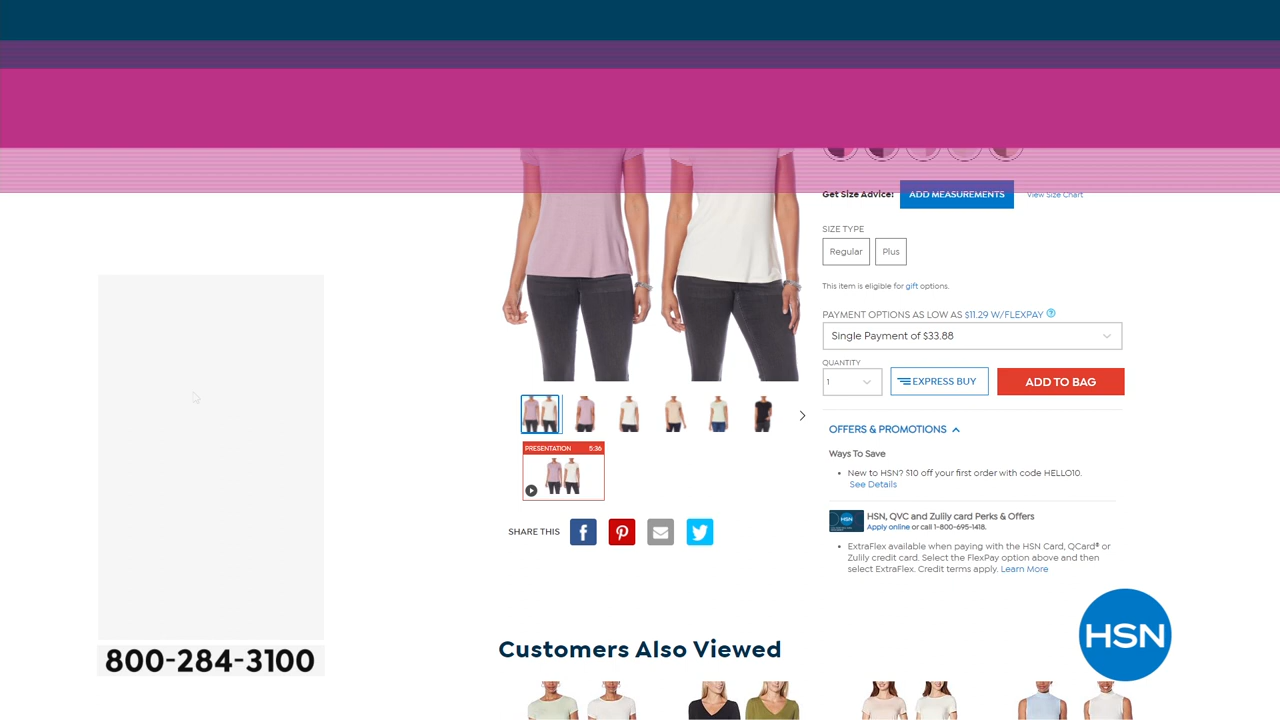 Get Size Advice:
ADD MEASUREMENTS
View Size Chart
SIZE TYPE
Regular
Plus
This item is eligible for gift options.
PAYMENT OPTIONS AS LOW AS $11.29 W/FLEXPAY
Single Payment of $33.88
QUANTITY
1
EXPRESS BUY
ADD TO BAG
OFFERS & PROMOTIONS
Ways To Save
New to HSN? $10 off your first order with code HELLO10.
See Details
HSN
HSN, QVC and Zulily card Perks & Offers
Apply online or call 1-800-695-1418.
ExtraFlex available when paying with the HSN Card, QCard® or
Zulily credit card. Select the FlexPay option above and then
select ExtraFlex. Credit terms apply. Learn More
PRESENTATION 5:36
SHARE THIS
Customers Also Viewed
800-284-3100
HSN